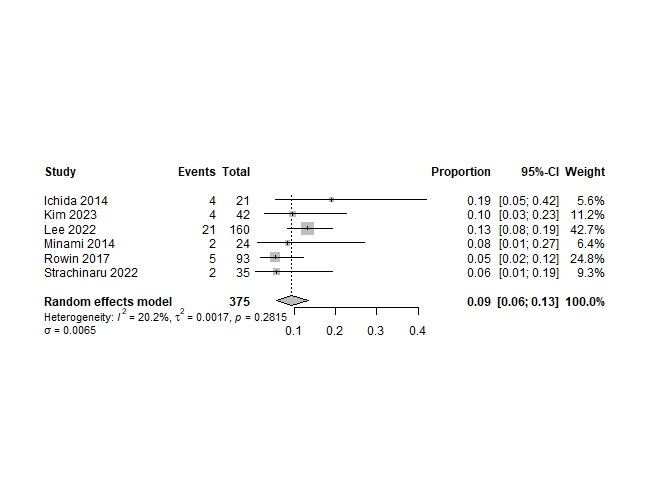 Study Events Total Proportion 95%-CI Weight
Ichida 2014 4 21 0.19 [0.05; 0.42] 5.6%
Kim 2023 4 42 0.10 [0.03; 0.23] 11.2%
Lee 2022 21 160 0.13 [0.08; 0.19] 42.7%
Minami 2014 2 24 0.08 [0.01; 0.27] 6.4%
Rowin 2017 5 93 0.05 [0.02; 0.12] 24.8%
Strachinaru 2022 2 35 0.06 [0.01; 0.19] 9.3%
Random effects model 375 0.09 [0.06; 0.13] 100.0%
Heterogeneity: I² = 20.2%, τ² = 0.0017, p = 0.2815
σ = 0.0065
0.1 0.2 0.3 0.4